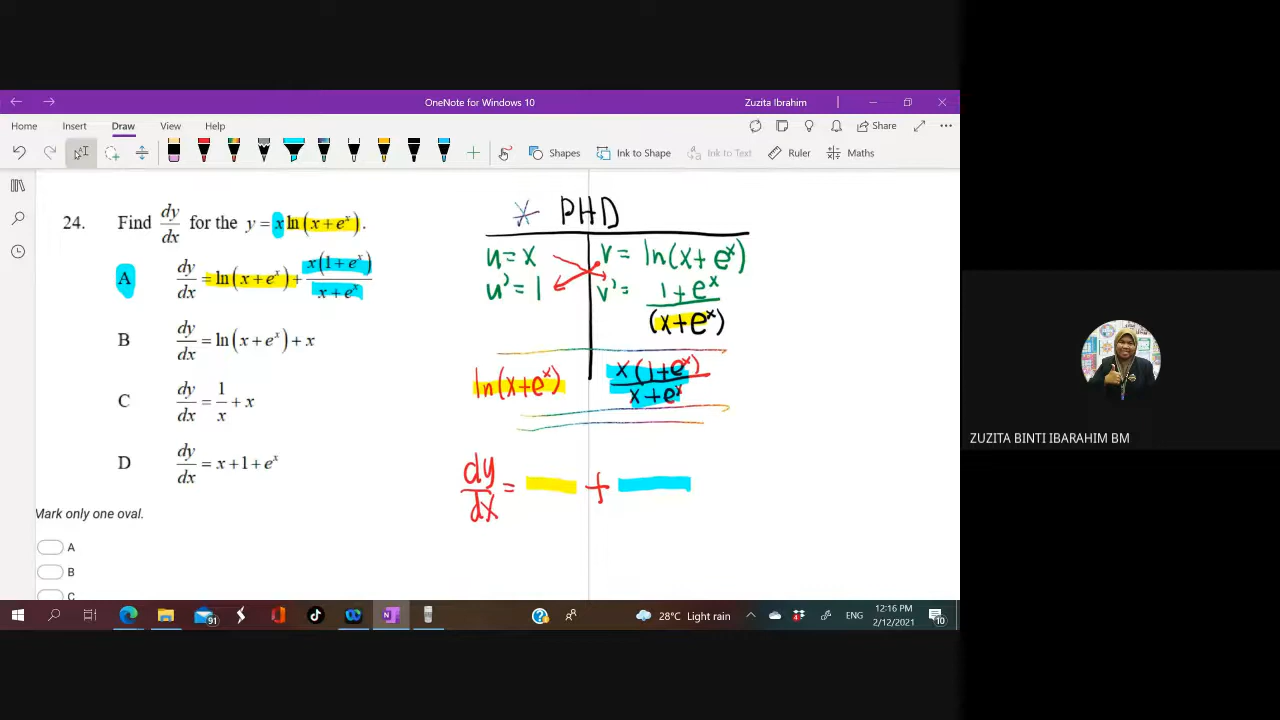 OneNote for Windows 10
Zuzita Ibrahim
Home Insert Draw View Help
Share
Shapes
Ink to Shape
Ink to Text
Ruler
Maths
24. Find dy/dx for the y = x ln(x + e^x).
A dy/dx = ln(x + e^x) + x(1 + e^x)/(x + e^x)
B dy/dx = ln(x + e^x) + x
C dy/dx = 1/x + x
D dy/dx = x + 1 + e^x
Mark only one oval.
A
B
C
* PHD
u = x v = ln(x + e^x)
u' = 1 v' = 1 + e^x/(x + e^x)
ln(x + e^x) x(1 + e^x)/x + e^x
dy/dx = +
ZUZITA BINTI IBARAHIM BM
91
28°C Light rain
4
ENG
12:16 PM
2/12/2021
10